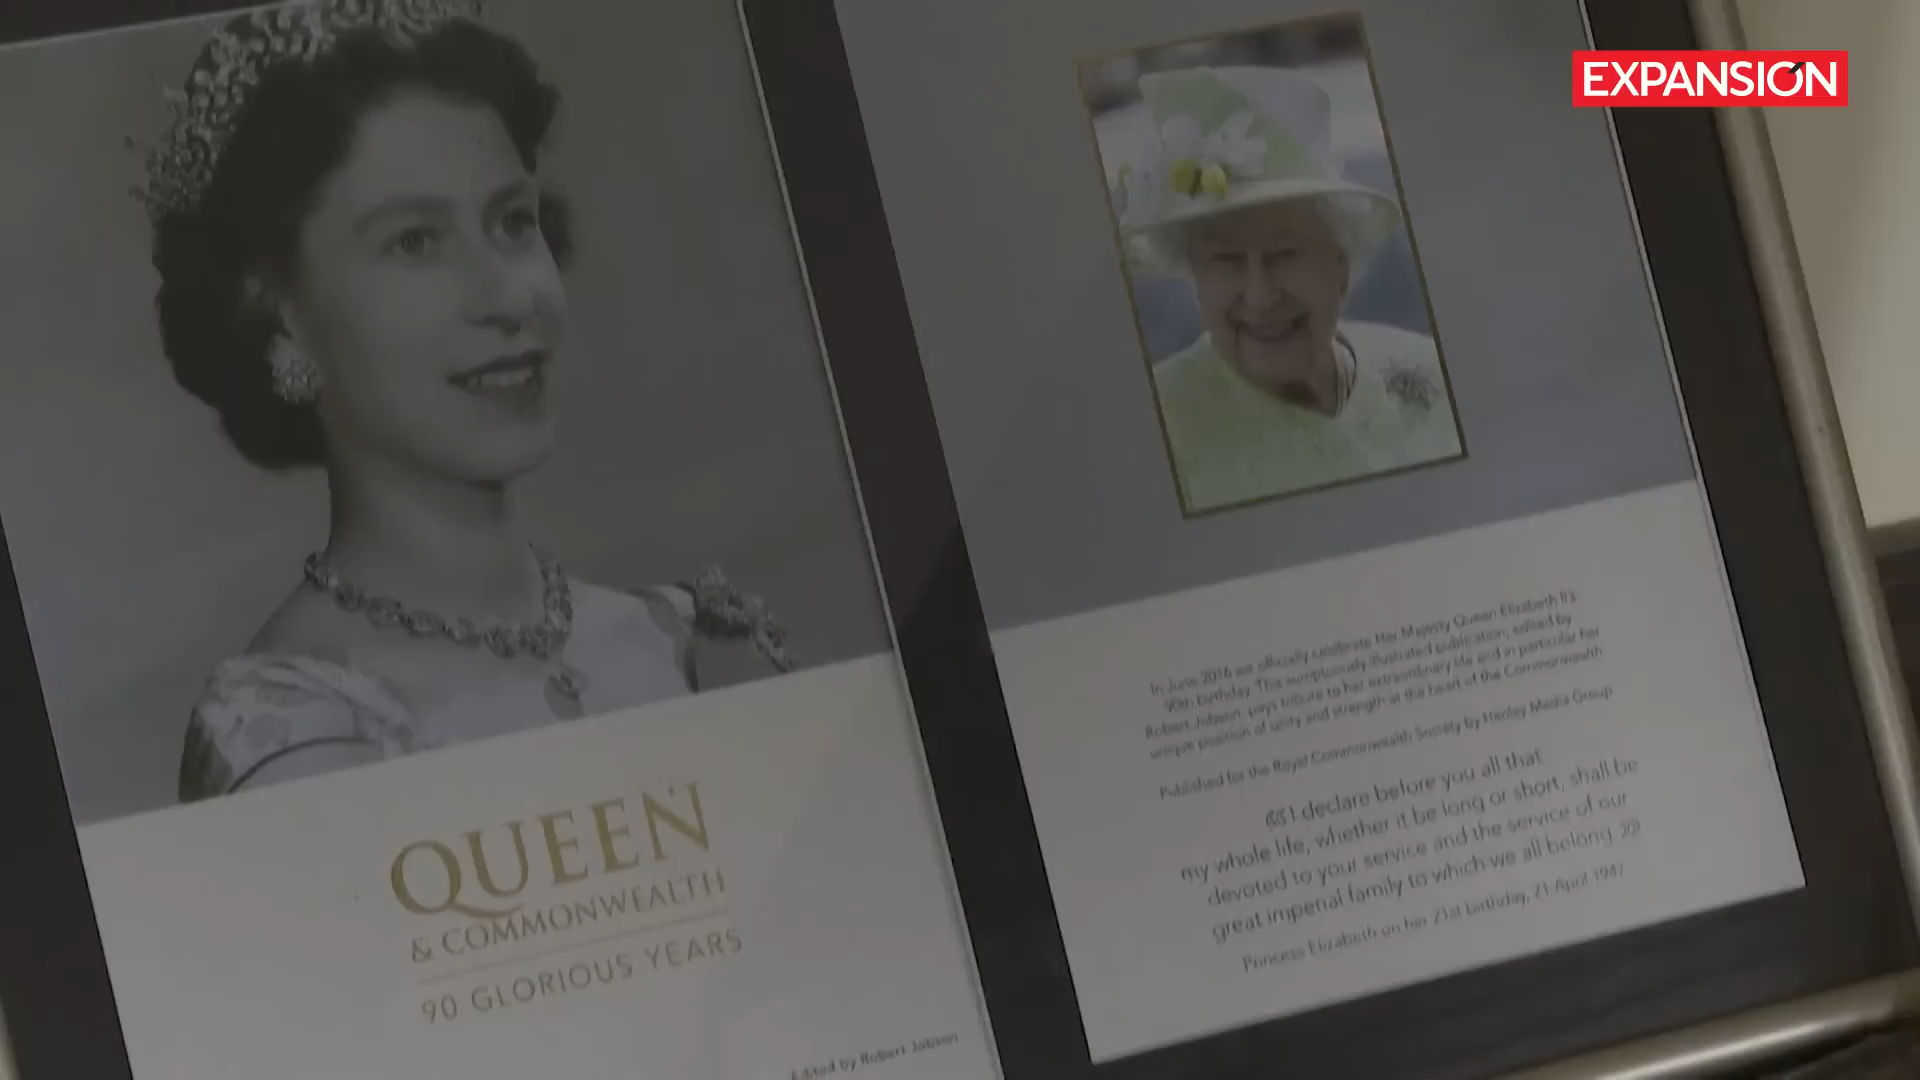 EXPANSIÓN
QUEEN
& COMMONWEALTH
90 GLORIOUS YEARS
Edited by Robert Jobson
In June 2016 we officially celebrate Her Majesty Queen Elizabeth II's
90th birthday. This sumptuously illustrated publication, edited by
Robert Jobson, pays tribute to her extraordinary life and in particular her
unique position of unity and strength at the heart of the Commonwealth
Published for the Royal Commonwealth Society by Henley Media Group
“I declare before you all that
my whole life, whether it be long or short, shall be
devoted to your service and the service of our
great imperial family to which we all belong.”
Princess Elizabeth on her 21st birthday, 21 April 1947